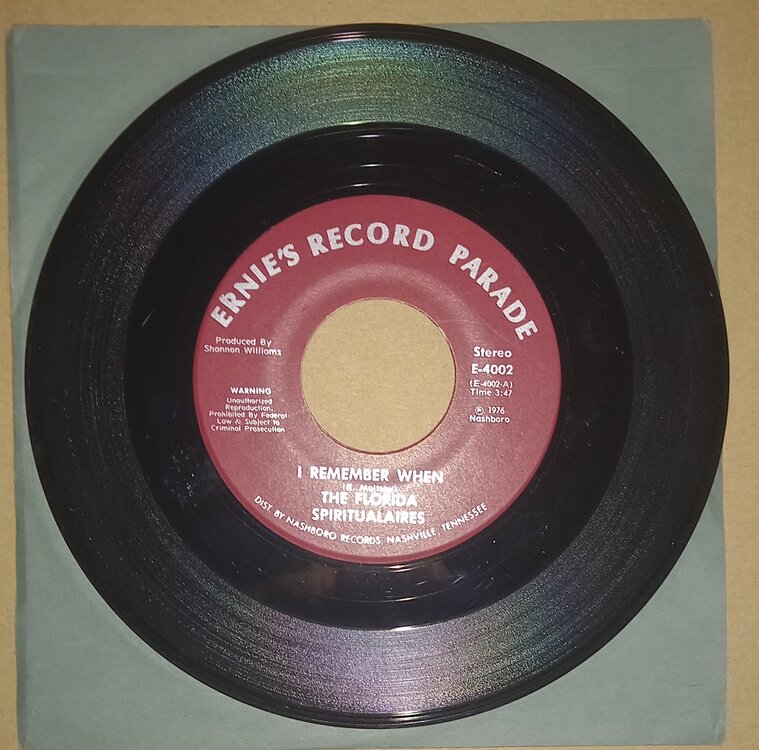 ERNIE'S RECORD PARADE
Produced By
Shannon Williams
WARNING
Unauthorized
Reproduction,
Prohibited By Federal
Law & Subject to
Criminal Prosecution
Stereo
E-4002
(E-4002-A)
Time 3:47
Ⓟ 1976
Nashboro
I REMEMBER WHEN
THE FLORIDA
SPIRITUALAIRES
DIST BY NASHBORO RECORDS, NASHVILLE, TENNESSEE